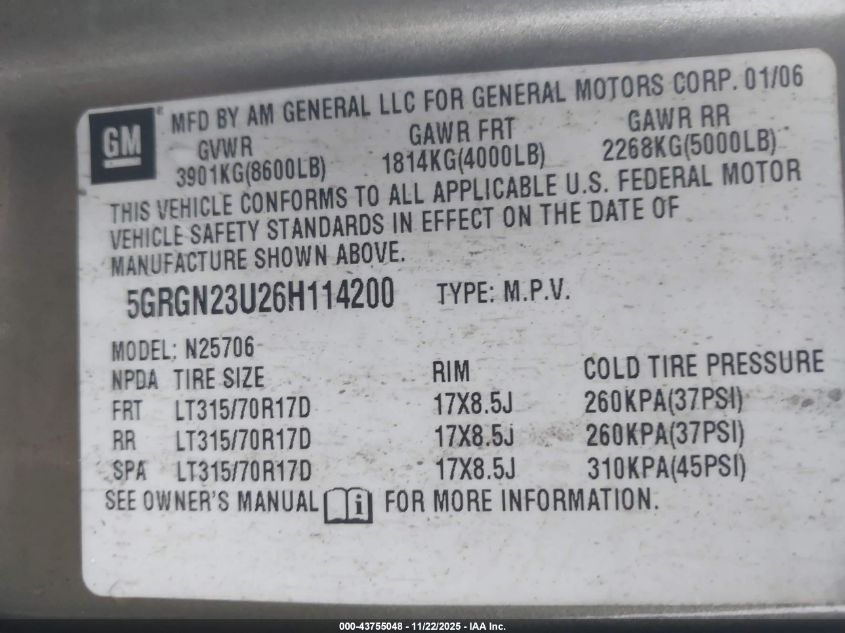 MFD BY AM GENERAL LLC FOR GENERAL MOTORS CORP. 01/06
GM®
GVWR GAWR FRT GAWR RR
3901KG(8600LB) 1814KG(4000LB) 2268KG(5000LB)
THIS VEHICLE CONFORMS TO ALL APPLICABLE U.S. FEDERAL MOTOR
VEHICLE SAFETY STANDARDS IN EFFECT ON THE DATE OF
MANUFACTURE SHOWN ABOVE.
5GRGN23U26H114200 TYPE: M.P.V.
MODEL: N25706
NPDA TIRE SIZE RIM COLD TIRE PRESSURE
FRT LT315/70R17D 17X8.5J 260KPA(37PSI)
RR LT315/70R17D 17X8.5J 260KPA(37PSI)
SPA LT315/70R17D 17X8.5J 310KPA(45PSI)
SEE OWNER'S MANUAL i FOR MORE INFORMATION.
000-43755048 - 11/22/2025 - IAA Inc.